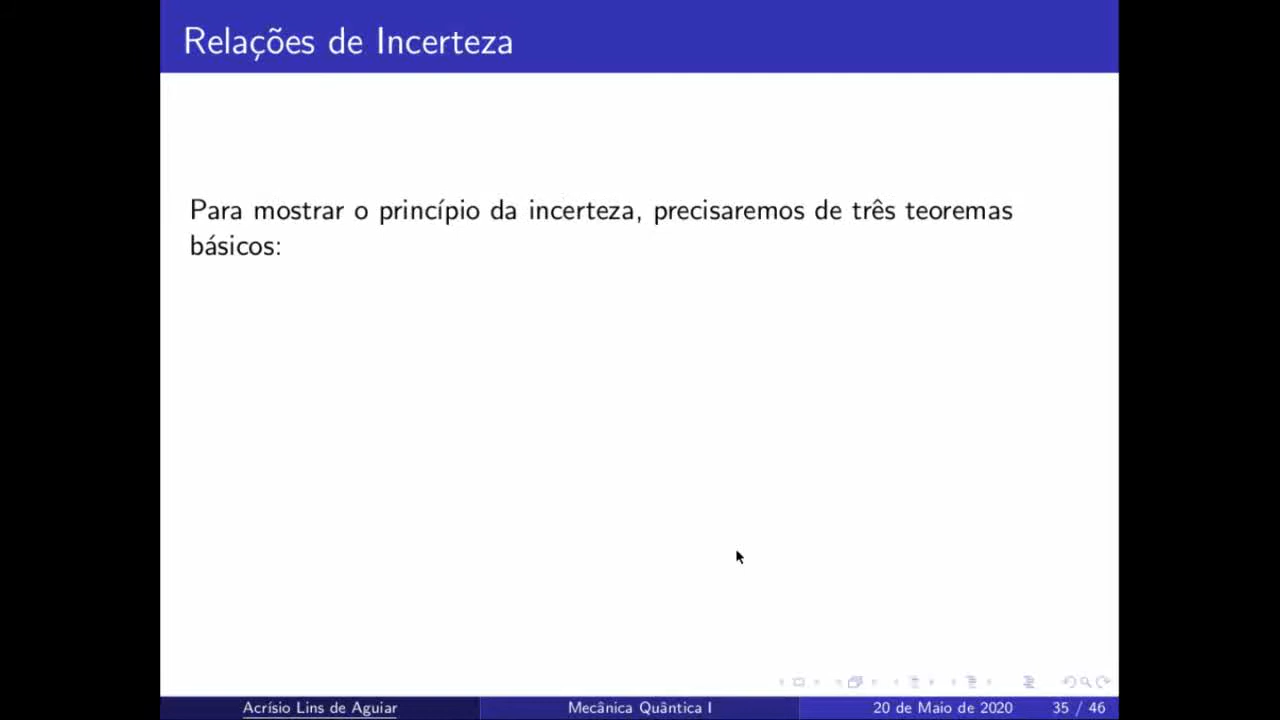 Relações de Incerteza
Para mostrar o princípio da incerteza, precisaremos de três teoremas
básicos:
Acrísio Lins de Aguiar
Mecânica Quântica I
20 de Maio de 2020
35 / 46